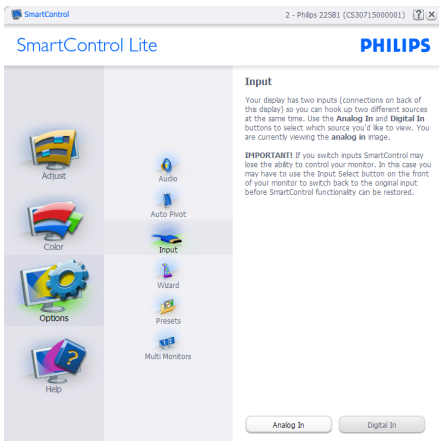 SmartControl
2 - Philips 225B1 (CS30715000001)
SmartControl Lite
PHILIPS
Adjust
Color
Options
Help
Audio
Auto Pivot
Input
Wizard
Presets
Multi Monitors
Input
Your display has two inputs (connections on back of
this display) so you can hook up two different sources
at the same time. Use the Analog In and Digital In
buttons to select which source you'd like to view. You
are currently viewing the analog in image.
IMPORTANT! If you switch inputs SmartControl may
lose the ability to control your monitor. In this case you
may have to use the Input Select button on the front
of your monitor to switch back to the original input
before SmartControl functionality can be restored.
Analog In
Digital In